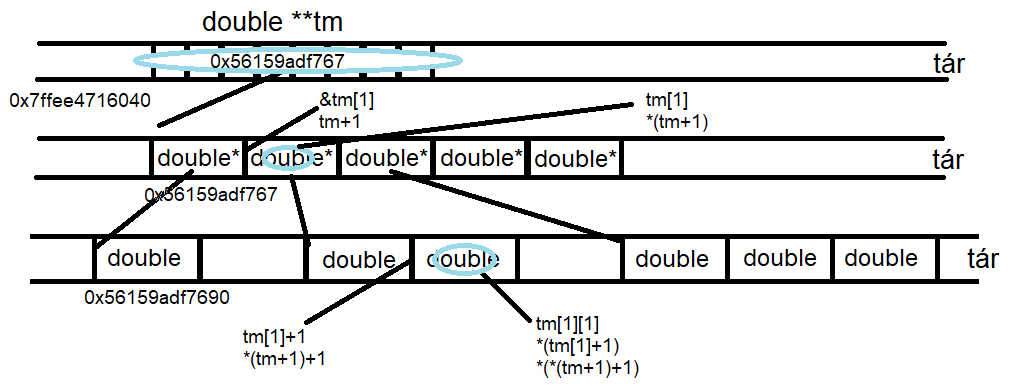 double **tm
0x56159adf767
tár
0x7ffee4716040
&tm[1]
tm+1
tm[1]
*(tm+1)
double* double* double* double* double*
tár
0x56159adf767
double double double double double double
tár
0x56159adf7690
tm[1]+1
*(tm+1)+1
tm[1][1]
*(tm[1]+1)
*(*(tm+1)+1)